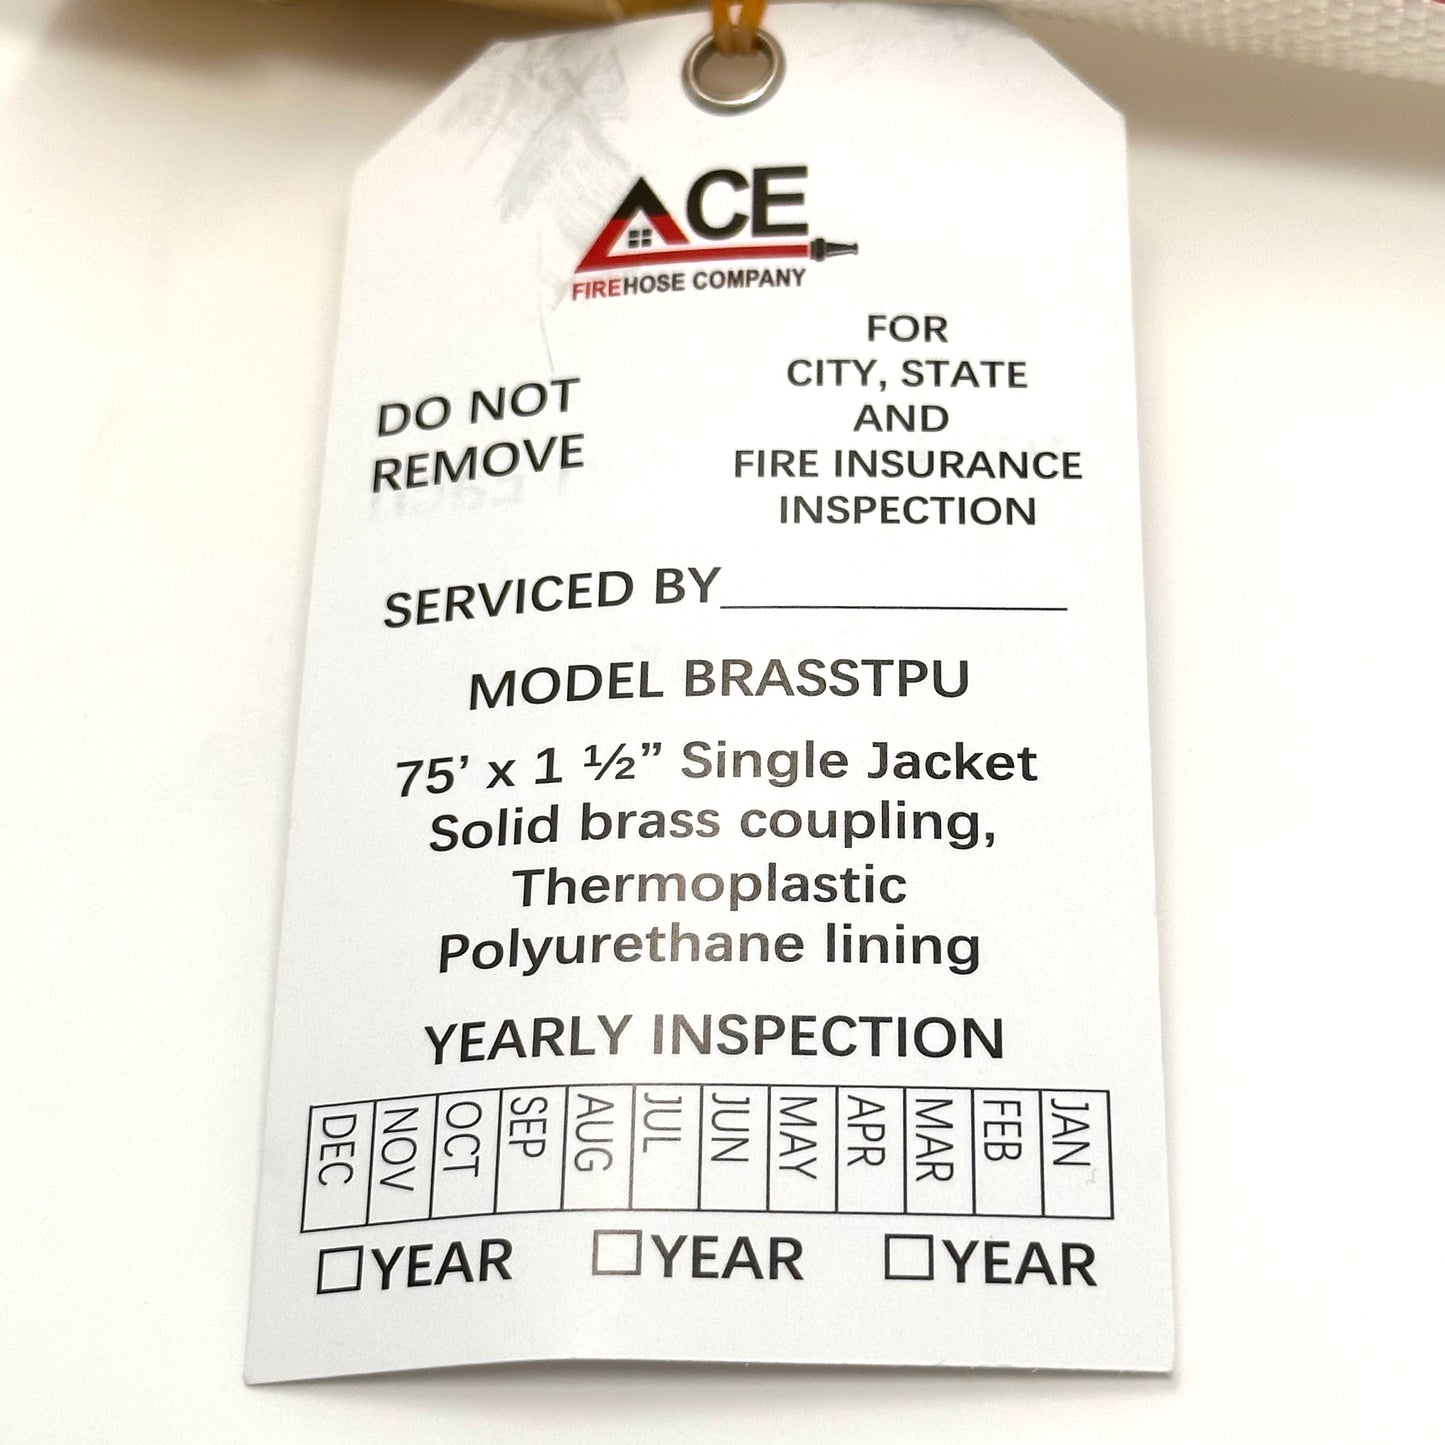 ACE
FIREHOSE COMPANY
DO NOT
REMOVE
FOR
CITY, STATE
AND
FIRE INSURANCE
INSPECTION
SERVICED BY
MODEL BRASSTPU
75’ x 1 ½” Single Jacket
Solid brass coupling,
Thermoplastic
Polyurethane lining
YEARLY INSPECTION
DEC NOV OCT SEP AUG JUL JUN MAY APR MAR FEB JAN
YEAR YEAR YEAR